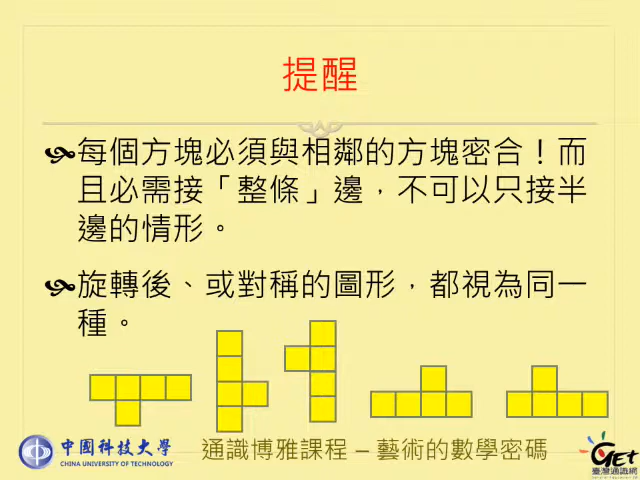 提醒
每個方塊必須與相鄰的方塊密合！而
且必需接「整條」邊，不可以只接半
邊的情形。
旋轉後、或對稱的圖形，都視為同一
種。
中國科技大學
CHINA UNIVERSITY OF TECHNOLOGY
通識博雅課程 – 藝術的數學密碼
GET
臺灣通識網